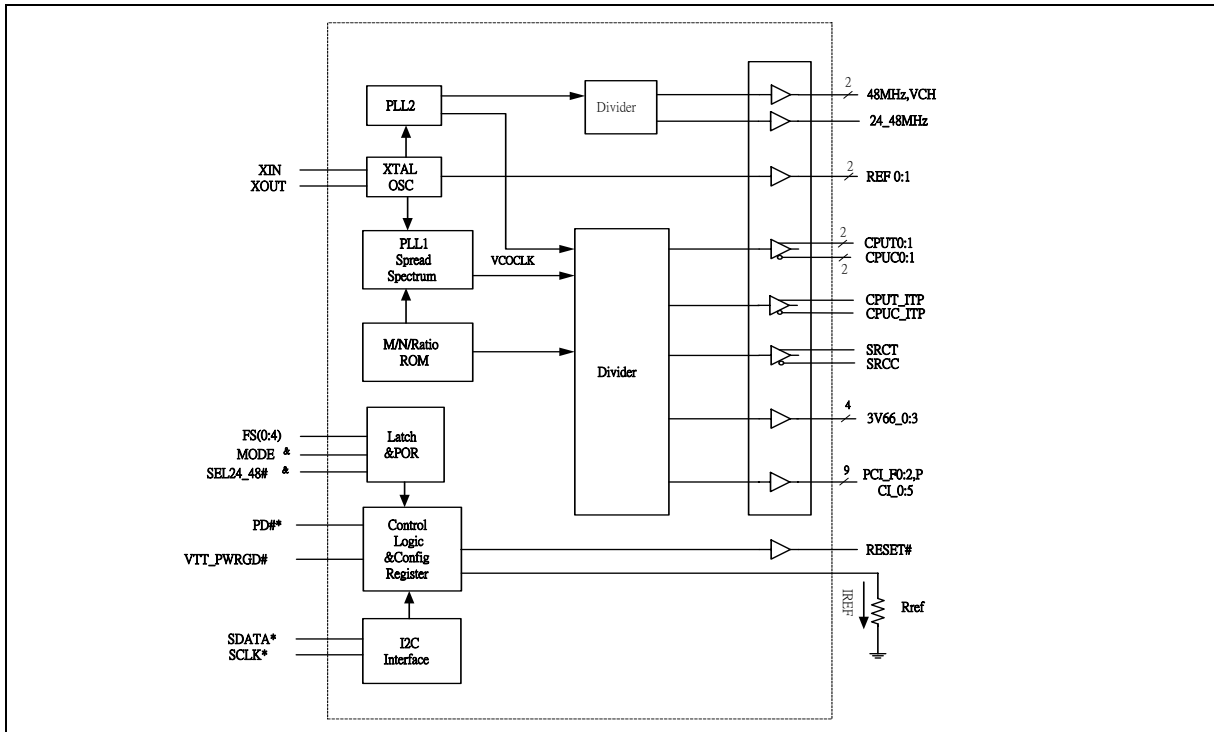 PLL2
Divider
2
48MHz,VCH
24_48MHz
XIN
XOUT
XTAL
OSC
2
REF 0:1
PLL1
Spread
Spectrum
VCOCLK
2
CPUT0:1
CPUC0:1
2
CPUT_ITP
CPUC_ITP
M/N/Ratio
ROM
Divider
SRCT
SRCC
4
3V66_0:3
FS(0:4)
MODE &
SEL24_48# &
Latch
&POR
9
PCI_F0:2,P
CI_0:5
PD#*
VTT_PWRGD#
Control
Logic
&Config
Register
RESET#
IREF
Rref
SDATA*
SCLK*
I2C
Interface